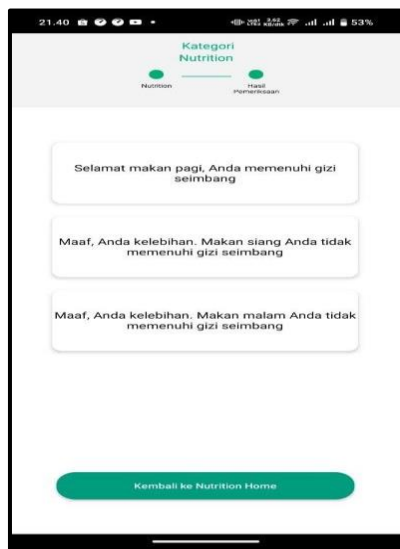 21.40 53%
Kategori
Nutrition
Nutrition Hasil
Pemeriksaan
Selamat makan pagi, Anda memenuhi gizi
seimbang
Maaf, Anda kelebihan. Makan siang Anda tidak
memenuhi gizi seimbang
Maaf, Anda kelebihan. Makan malam Anda tidak
memenuhi gizi seimbang
Kembali ke Nutrition Home